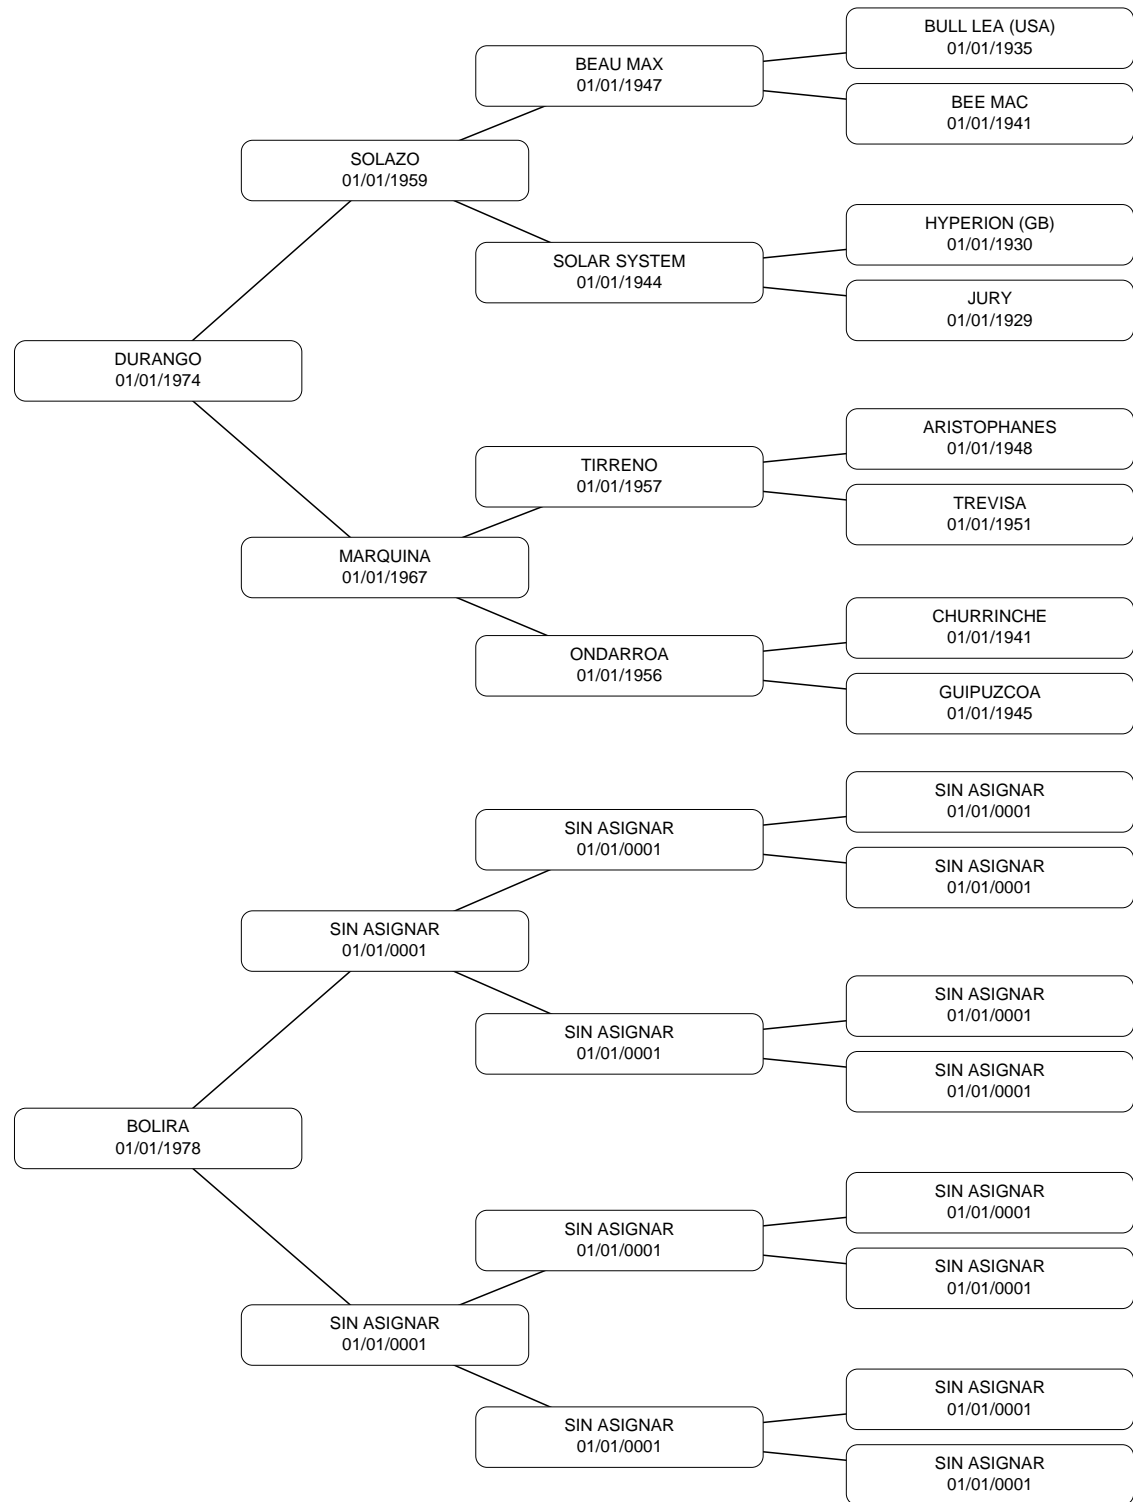 BULL LEA (USA)
01/01/1935
BEAU MAX
01/01/1947
BEE MAC
01/01/1941
SOLAZO
01/01/1959
HYPERION (GB)
01/01/1930
SOLAR SYSTEM
01/01/1944
JURY
01/01/1929
DURANGO
01/01/1974
ARISTOPHANES
01/01/1948
TIRRENO
01/01/1957
TREVISA
01/01/1951
MARQUINA
01/01/1967
CHURRINCHE
01/01/1941
ONDARROA
01/01/1956
GUIPUZCOA
01/01/1945
SIN ASIGNAR
01/01/0001
SIN ASIGNAR
01/01/0001
SIN ASIGNAR
01/01/0001
SIN ASIGNAR
01/01/0001
SIN ASIGNAR
01/01/0001
SIN ASIGNAR
01/01/0001
SIN ASIGNAR
01/01/0001
BOLIRA
01/01/1978
SIN ASIGNAR
01/01/0001
SIN ASIGNAR
01/01/0001
SIN ASIGNAR
01/01/0001
SIN ASIGNAR
01/01/0001
SIN ASIGNAR
01/01/0001
SIN ASIGNAR
01/01/0001
SIN ASIGNAR
01/01/0001